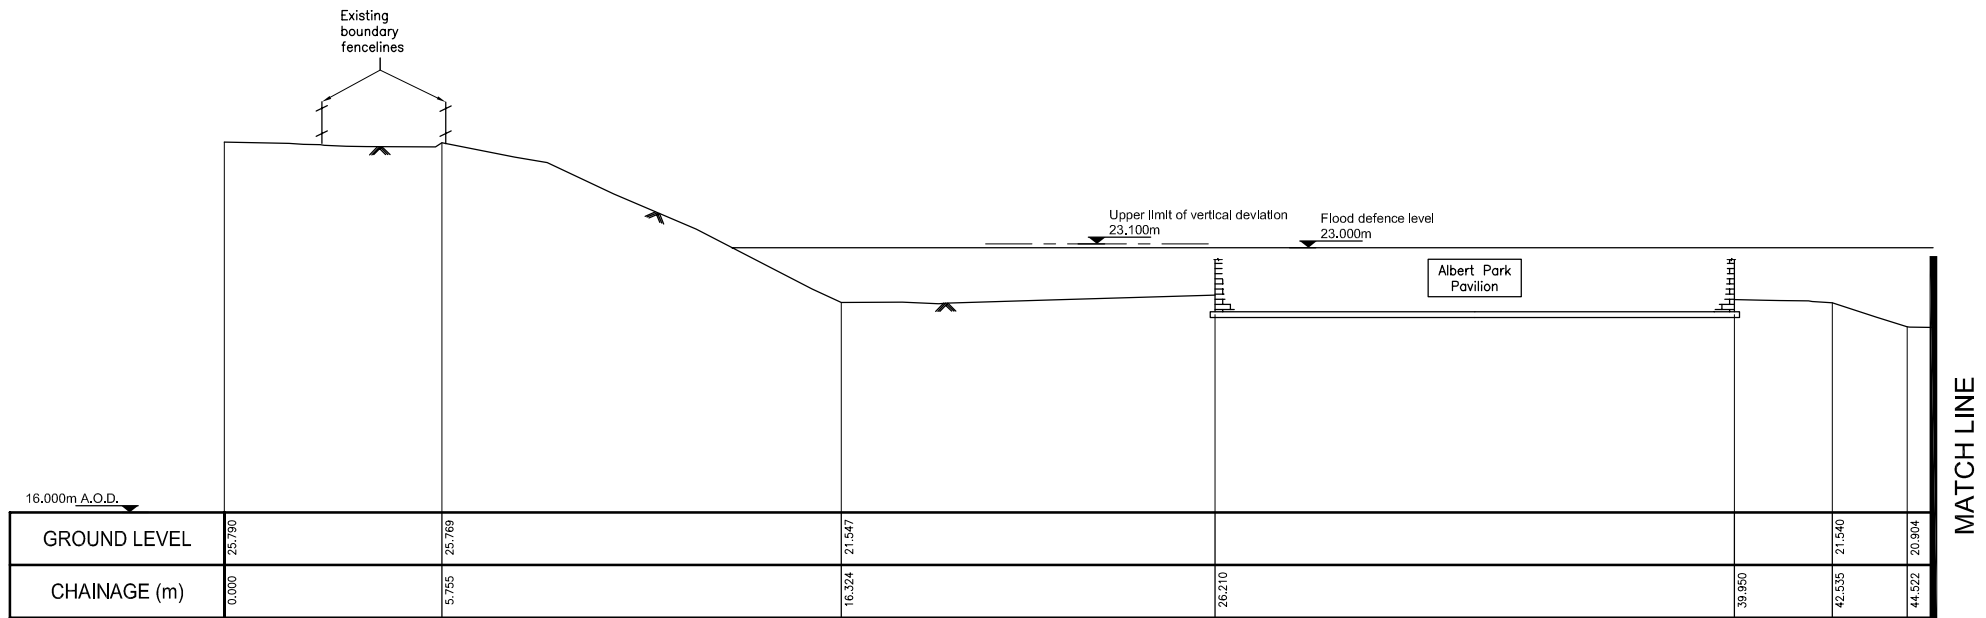 Existing
boundary
fencelines
Upper limit of vertical deviation
23.100m
Flood defence level
23.000m
Albert Park
Pavilion
MATCH LINE
16.000m A.O.D.
GROUND LEVEL
25.790
25.769
21.547
21.540
20.904
CHAINAGE (m)
0.000
5.755
16.324
26.210
39.950
42.535
44.522